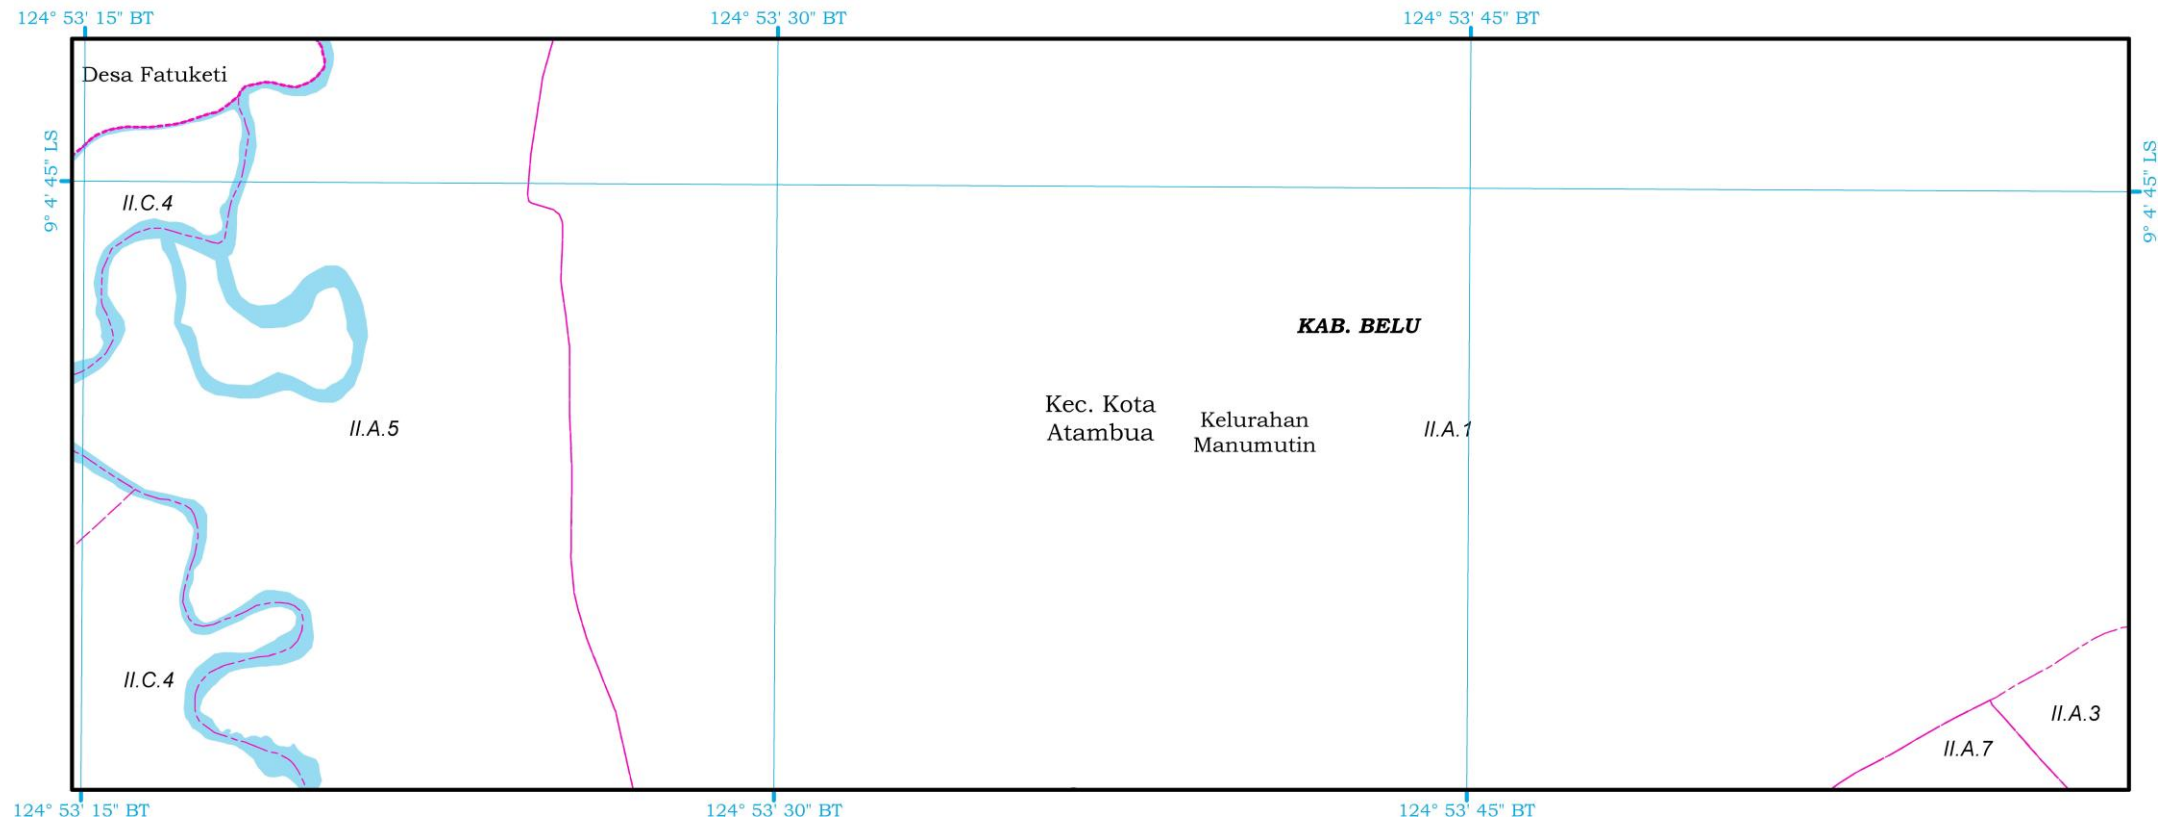 124° 53' 15" BT
124° 53' 30" BT
124° 53' 45" BT
Desa Fatuketi
9° 4' 45" LS
9° 4' 45" LS
II.C.4
KAB. BELU
Kec. Kota
Atambua
Kelurahan
Manumutin
II.A.5
II.A.1
II.C.4
II.A.3
II.A.7
124° 53' 15" BT
124° 53' 30" BT
124° 53' 45" BT